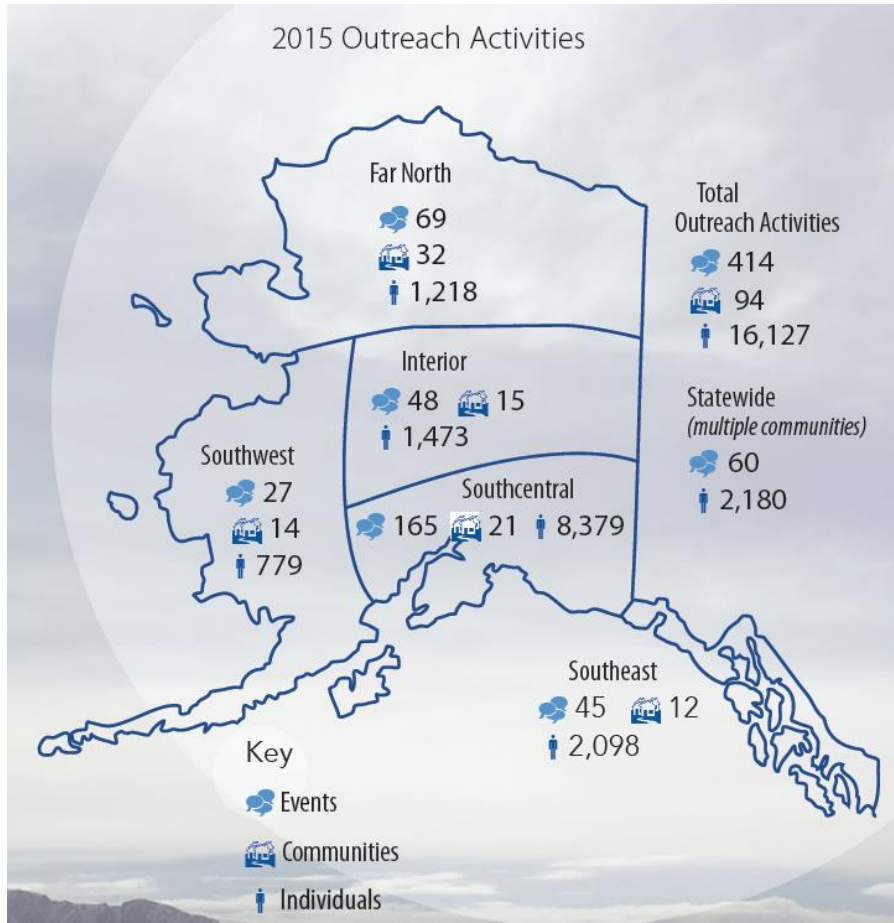 2015 Outreach Activities
Far North
69
32
1,218
Total
Outreach Activities
414
94
16,127
Interior
48 15
1,473
Statewide
(multiple communities)
60
2,180
Southwest
27
14
779
Southcentral
165 21 8,379
Southeast
45 12
2,098
Key
Events
Communities
Individuals